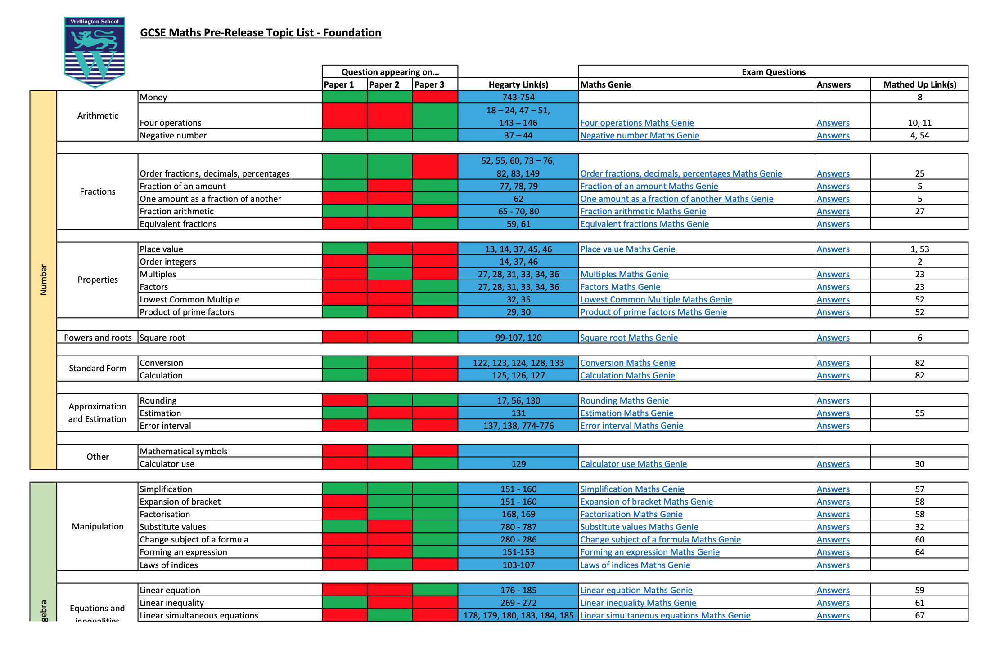 Wellington School
W
GCSE Maths Pre-Release Topic List - Foundation
Question appearing on... Exam Questions
Paper 1 Paper 2 Paper 3 Hegarty Link(s) Maths Genie Answers Mathed Up Link(s)
Number
Arithmetic
Money 743-754 8
18 – 24, 47 – 51,
Four operations 143 – 146 Four operations Maths Genie Answers 10, 11
Negative number 37 – 44 Negative number Maths Genie Answers 4, 54
Fractions
52, 55, 60, 73 – 76,
Order fractions, decimals, percentages 82, 83, 149 Order fractions, decimals, percentages Maths Genie Answers 25
Fraction of an amount 77, 78, 79 Fraction of an amount Maths Genie Answers 5
One amount as a fraction of another 62 One amount as a fraction of another Maths Genie Answers 5
Fraction arithmetic 65 - 70, 80 Fraction arithmetic Maths Genie Answers 27
Equivalent fractions 59, 61 Equivalent fractions Maths Genie Answers
Properties
Place value 13, 14, 37, 45, 46 Place value Maths Genie Answers 1, 53
Order integers 14, 37, 46 2
Multiples 27, 28, 31, 33, 34, 36 Multiples Maths Genie Answers 23
Factors 27, 28, 31, 33, 34, 36 Factors Maths Genie Answers 23
Lowest Common Multiple 32, 35 Lowest Common Multiple Maths Genie Answers 52
Product of prime factors 29, 30 Product of prime factors Maths Genie Answers 52
Powers and roots Square root 99-107, 120 Square root Maths Genie Answers 6
Standard Form
Conversion 122, 123, 124, 128, 133 Conversion Maths Genie Answers 82
Calculation 125, 126, 127 Calculation Maths Genie Answers 82
Approximation
and Estimation
Rounding 17, 56, 130 Rounding Maths Genie Answers
Estimation 131 Estimation Maths Genie Answers 55
Error interval 137, 138, 774-776 Error interval Maths Genie Answers
Other
Mathematical symbols
Calculator use 129 Calculator use Maths Genie Answers 30
gebra
Manipulation
Simplification 151 - 160 Simplification Maths Genie Answers 57
Expansion of bracket 151 - 160 Expansion of bracket Maths Genie Answers 58
Factorisation 168, 169 Factorisation Maths Genie Answers 58
Substitute values 780 - 787 Substitute values Maths Genie Answers 32
Change subject of a formula 280 - 286 Change subject of a formula Maths Genie Answers 60
Forming an expression 151-153 Forming an expression Maths Genie Answers 64
Laws of indices 103-107 Laws of indices Maths Genie Answers
Equations and
inequalities
Linear equation 176 - 185 Linear equation Maths Genie Answers 59
Linear inequality 269 - 272 Linear inequality Maths Genie Answers 61
Linear simultaneous equations 178, 179, 180, 183, 184, 185 Linear simultaneous equations Maths Genie Answers 67